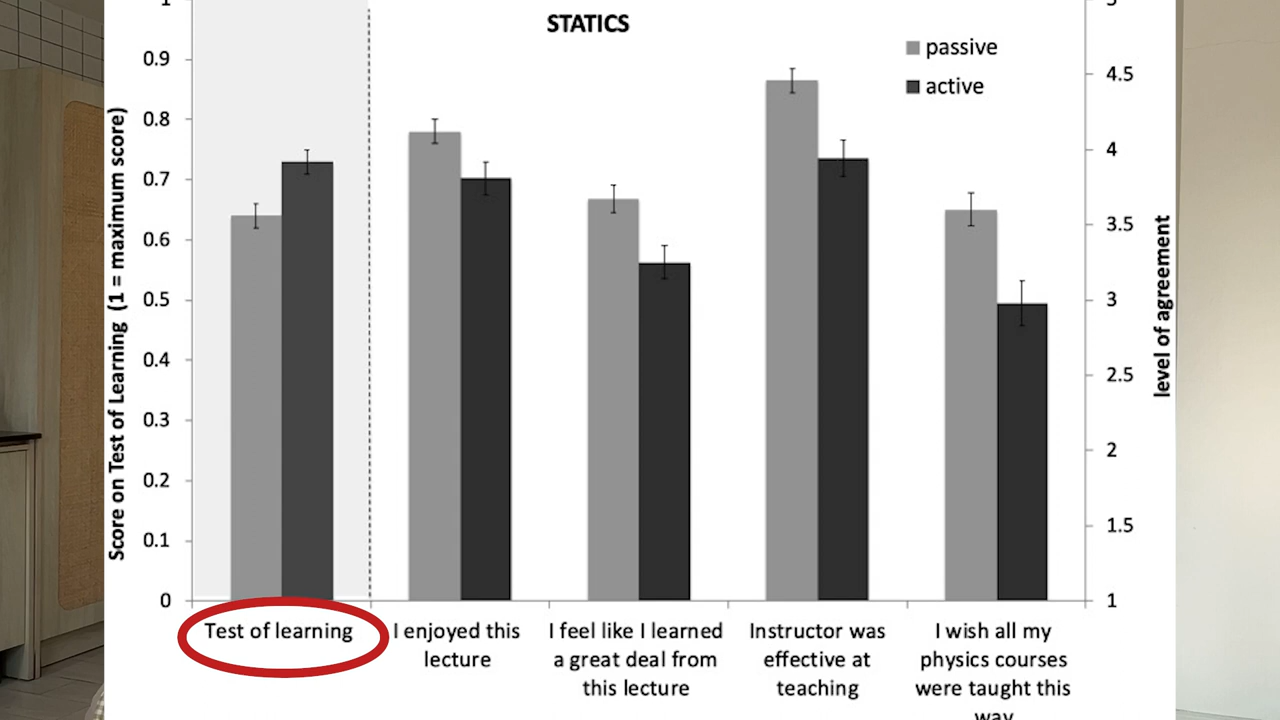 STATICS
passive
active
Score on Test of Learning (1 = maximum score)
0.9
0.8
0.7
0.6
0.5
0.4
0.3
0.2
0.1
0
4.5
4
3.5
3
2.5
2
1.5
1
level of agreement
Test of learning
I enjoyed this
lecture
I feel like I learned
a great deal from
this lecture
Instructor was
effective at
teaching
I wish all my
physics courses
were taught this
way